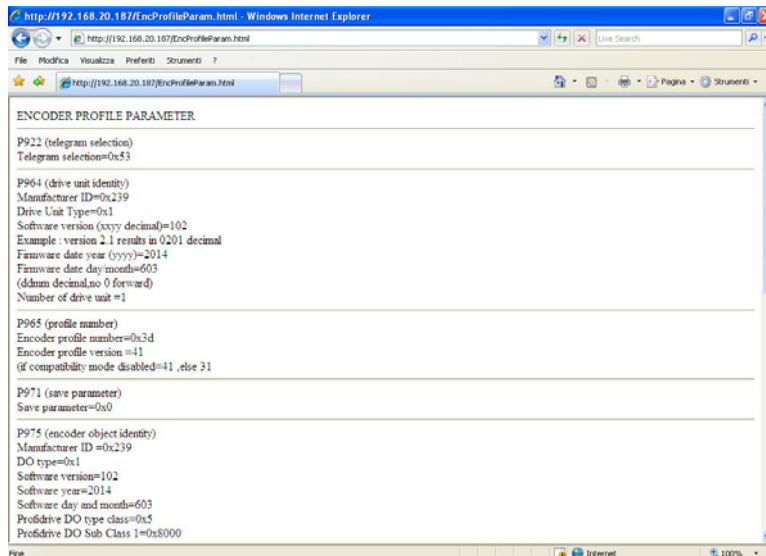 http://192.168.20.187/EncProfileParam.html - Windows Internet Explorer
http://192.168.20.187/EncProfileParam.html
Live Search
File Modifica Visualizza Preferiti Strumenti ?
http://192.168.20.187/EncProfileParam.html
Pagina Strumenti
ENCODER PROFILE PARAMETER
P922 (telegram selection)
Telegram selection=0x53
P964 (drive unit identity)
Manufacturer ID=0x239
Drive Unit Type=0x1
Software version (xxyy decimal)=102
Example : version 2.1 results in 0201 decimal
Firmware date year (yyyy)=2014
Firmware date day/month=603
(ddmm decimal,no 0 forward)
Number of drive unit =1
P965 (profile number)
Encoder profile number=0x3d
Encoder profile version =41
(if compatibility mode disabled=41 ,else 31
P971 (save parameter)
Save parameter=0x0
P975 (encoder object identity)
Manufacturer ID =0x239
DO type=0x1
Software version=102
Software year=2014
Software day and month=603
Profidrive DO type class=0x5
Profidrive DO Sub Class 1=0x8000
Fine
Internet
100%